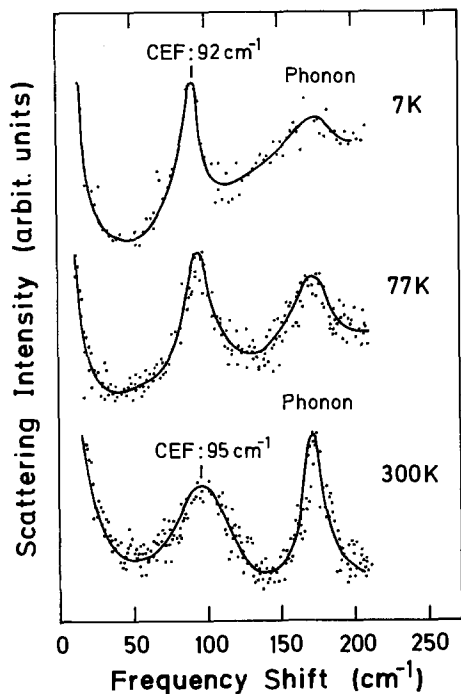 CEF: 92 cm⁻¹
Phonon
7K
77K
Phonon
CEF: 95 cm⁻¹
300K
Scattering Intensity (arbit. units)
0 50 100 150 200 250
Frequency Shift (cm⁻¹)